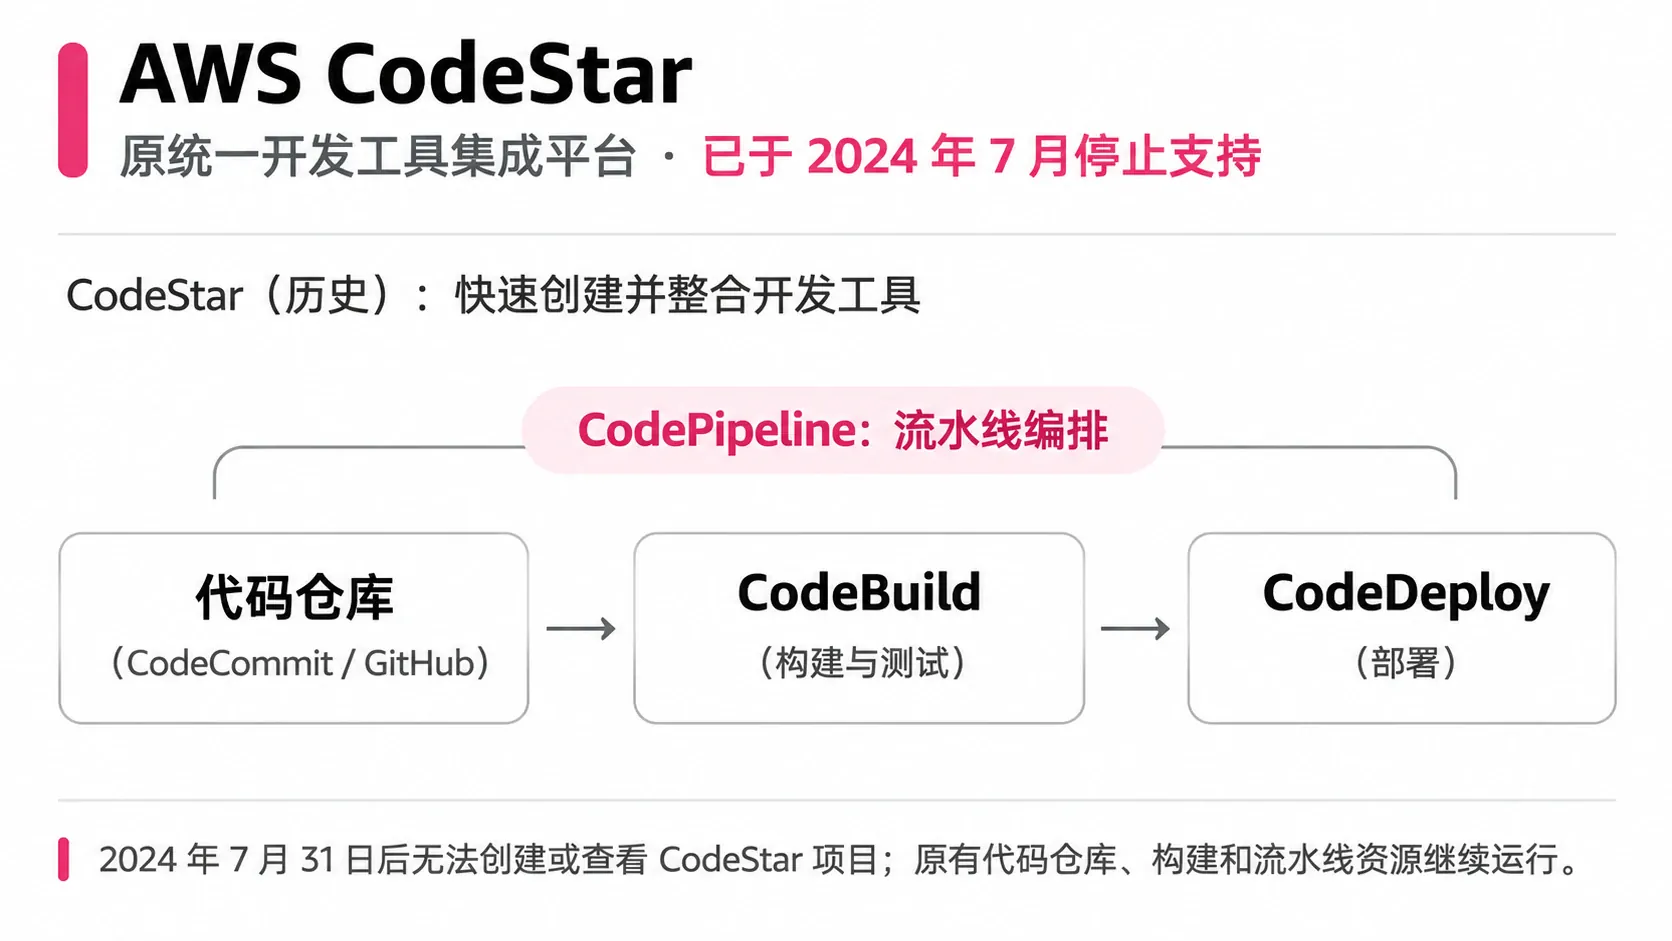 AWS CodeStar
原统一开发工具集成平台 · 已于 2024 年 7 月停止支持
CodeStar（历史）：快速创建并整合开发工具
CodePipeline：流水线编排
代码仓库
（CodeCommit / GitHub）
CodeBuild
（构建与测试）
CodeDeploy
（部署）
2024 年 7 月 31 日后无法创建或查看 CodeStar 项目；原有代码仓库、构建和流水线资源继续运行。